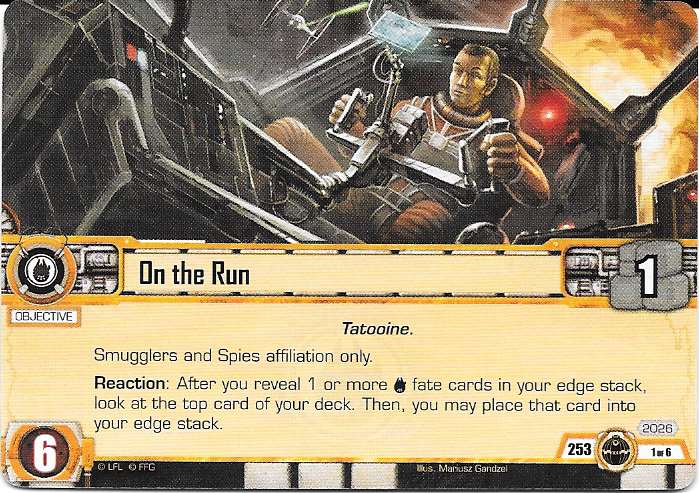 On the Run
1
OBJECTIVE
Tatooine.
Smugglers and Spies affiliation only.
Reaction: After you reveal 1 or more fate cards in your edge stack,
look at the top card of your deck. Then, you may place that card into
your edge stack.
2026
6
253
1 OF 6
© LFL © FFG
Illus. Mariusz Gandzel